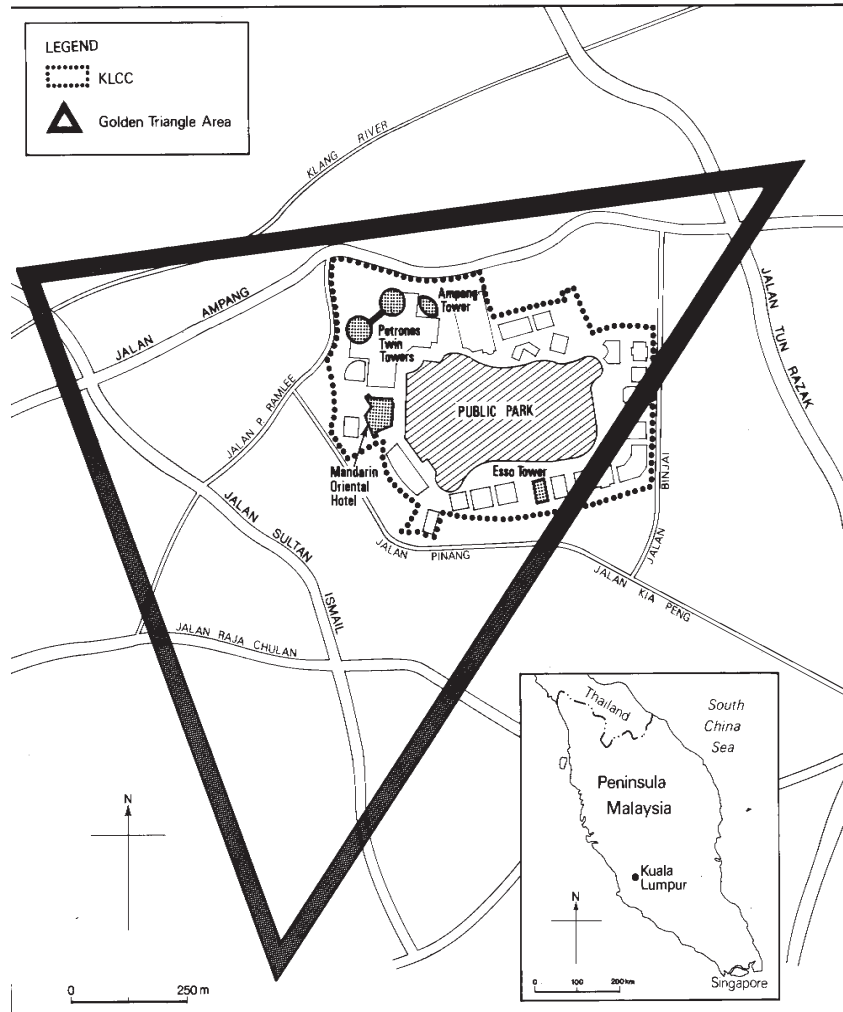 LEGEND
KLCC
Golden Triangle Area
KLANG RIVER
JALAN AMPANG
Ampang
Tower
Petrones
Twin
Towers
JALAN TUN RAZAK
JALAN P. RAMLEE
PUBLIC PARK
Mandarin
Oriental
Hotel
Esso Tower
JALAN BINJAI
JALAN SULTAN ISMAIL
JALAN PINANG
JALAN KIA PENG
JALAN RAJA CHULAN
N
0 250 m
Thailand
South
China
Sea
Peninsula
Malaysia
Kuala
Lumpur
N
0 100 200 km
Singapore